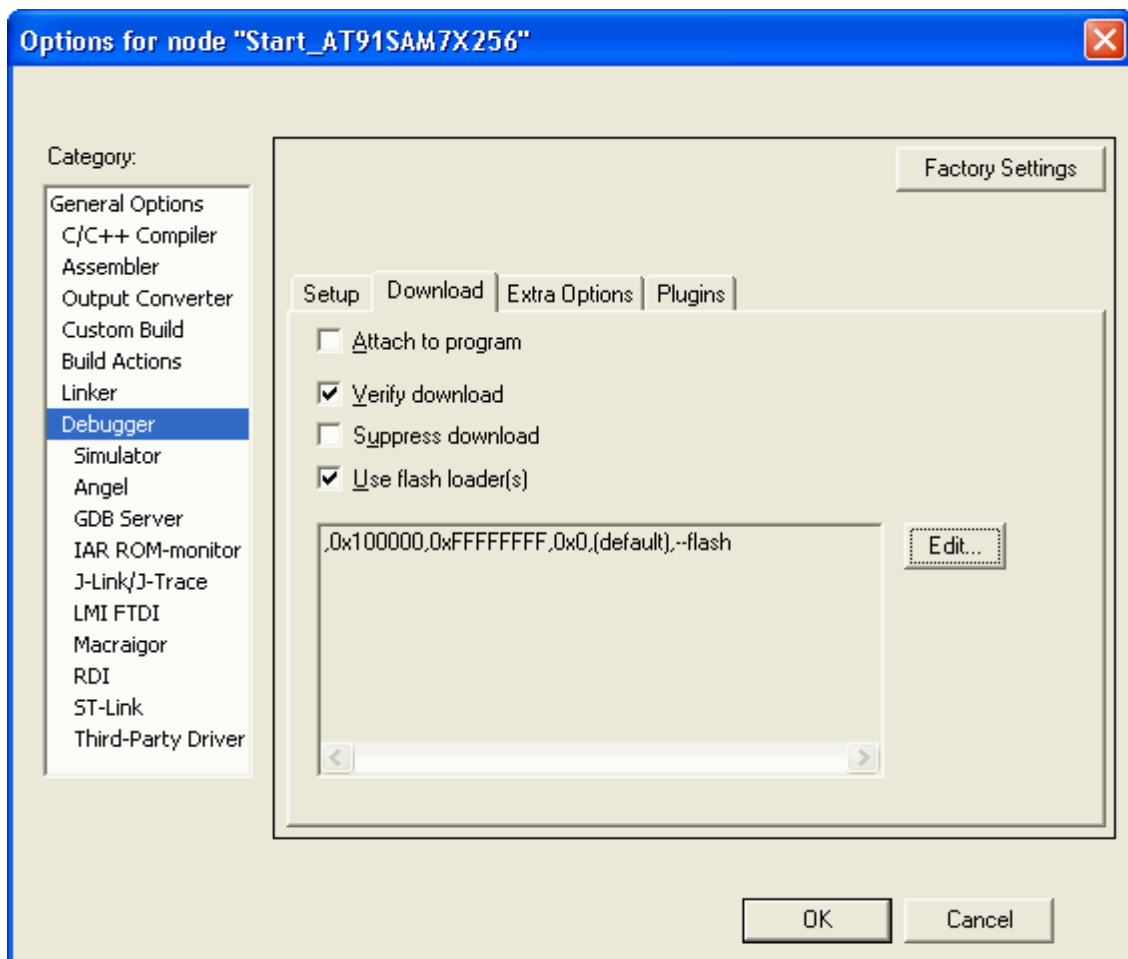 Options for node "Start_AT91SAM7X256"
Category:
General Options
C/C++ Compiler
Assembler
Output Converter
Custom Build
Build Actions
Linker
Debugger
Simulator
Angel
GDB Server
IAR ROM-monitor
J-Link/J-Trace
LMI FTDI
Macraigor
RDI
ST-Link
Third-Party Driver
Factory Settings
Setup Download Extra Options Plugins
Attach to program
Verify download
Suppress download
Use flash loader(s)
,0x100000,0xFFFFFFFF,0x0,(default),--flash
Edit...
OK Cancel